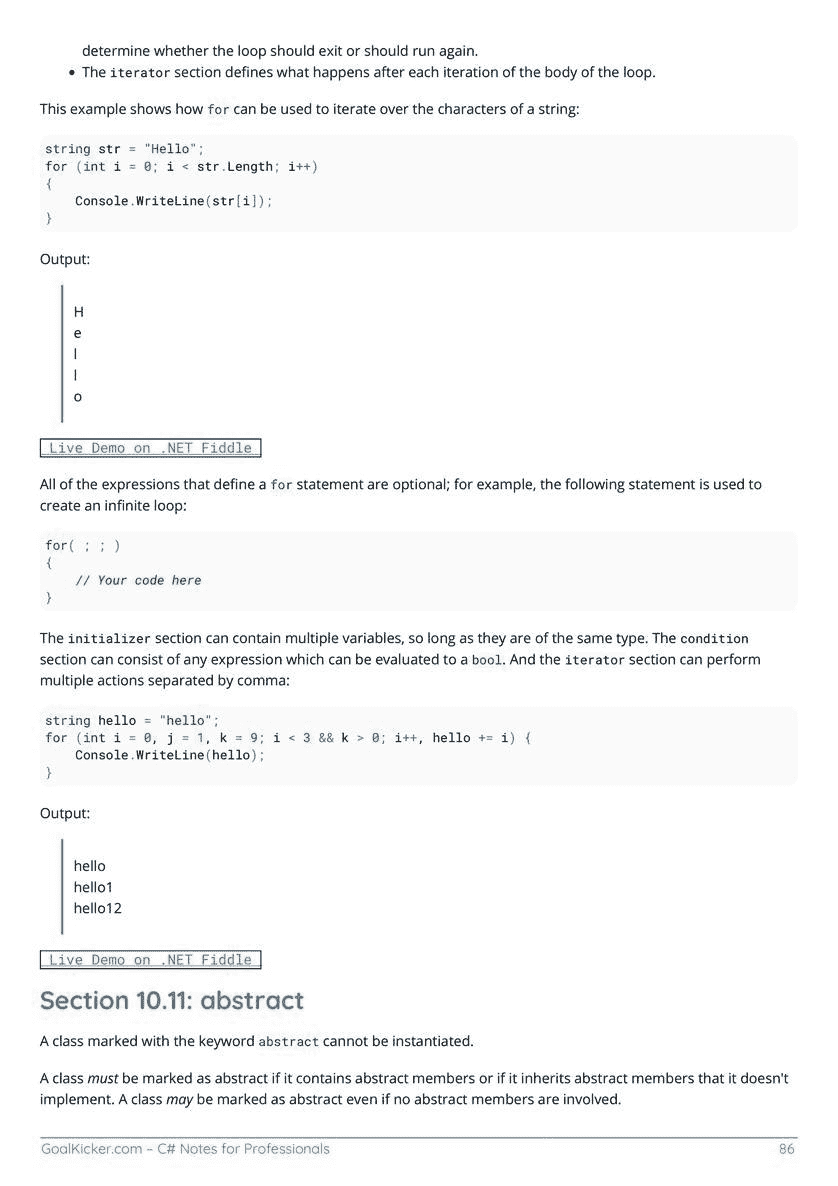 determine whether the loop should exit or should run again.
• The iterator section defines what happens after each iteration of the body of the loop.
This example shows how for can be used to iterate over the characters of a string:
string str = "Hello";
for (int i = 0; i < str.Length; i++)
{
    Console.WriteLine(str[i]);
}
Output:
H
e
l
l
o
Live Demo on .NET Fiddle
All of the expressions that define a for statement are optional; for example, the following statement is used to
create an infinite loop:
for( ; ; )
{
    // Your code here
}
The initializer section can contain multiple variables, so long as they are of the same type. The condition
section can consist of any expression which can be evaluated to a bool. And the iterator section can perform
multiple actions separated by comma:
string hello = "hello";
for (int i = 0, j = 1, k = 9; i < 3 && k > 0; i++, hello += i) {
    Console.WriteLine(hello);
}
Output:
hello
hello1
hello12
Live Demo on .NET Fiddle
Section 10.11: abstract
A class marked with the keyword abstract cannot be instantiated.
A class must be marked as abstract if it contains abstract members or if it inherits abstract members that it doesn't
implement. A class may be marked as abstract even if no abstract members are involved.
GoalKicker.com – C# Notes for Professionals 86